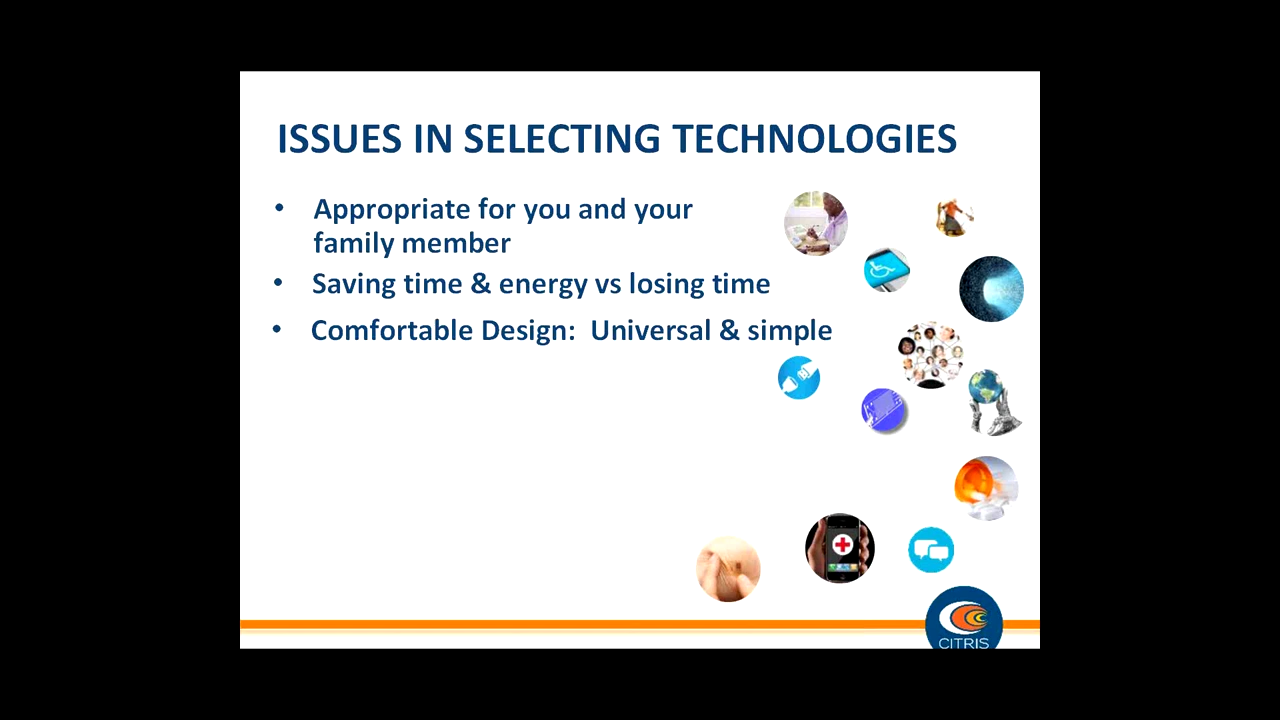 ISSUES IN SELECTING TECHNOLOGIES
• Appropriate for you and your
family member
• Saving time & energy vs losing time
• Comfortable Design:  Universal & simple
CITRIS